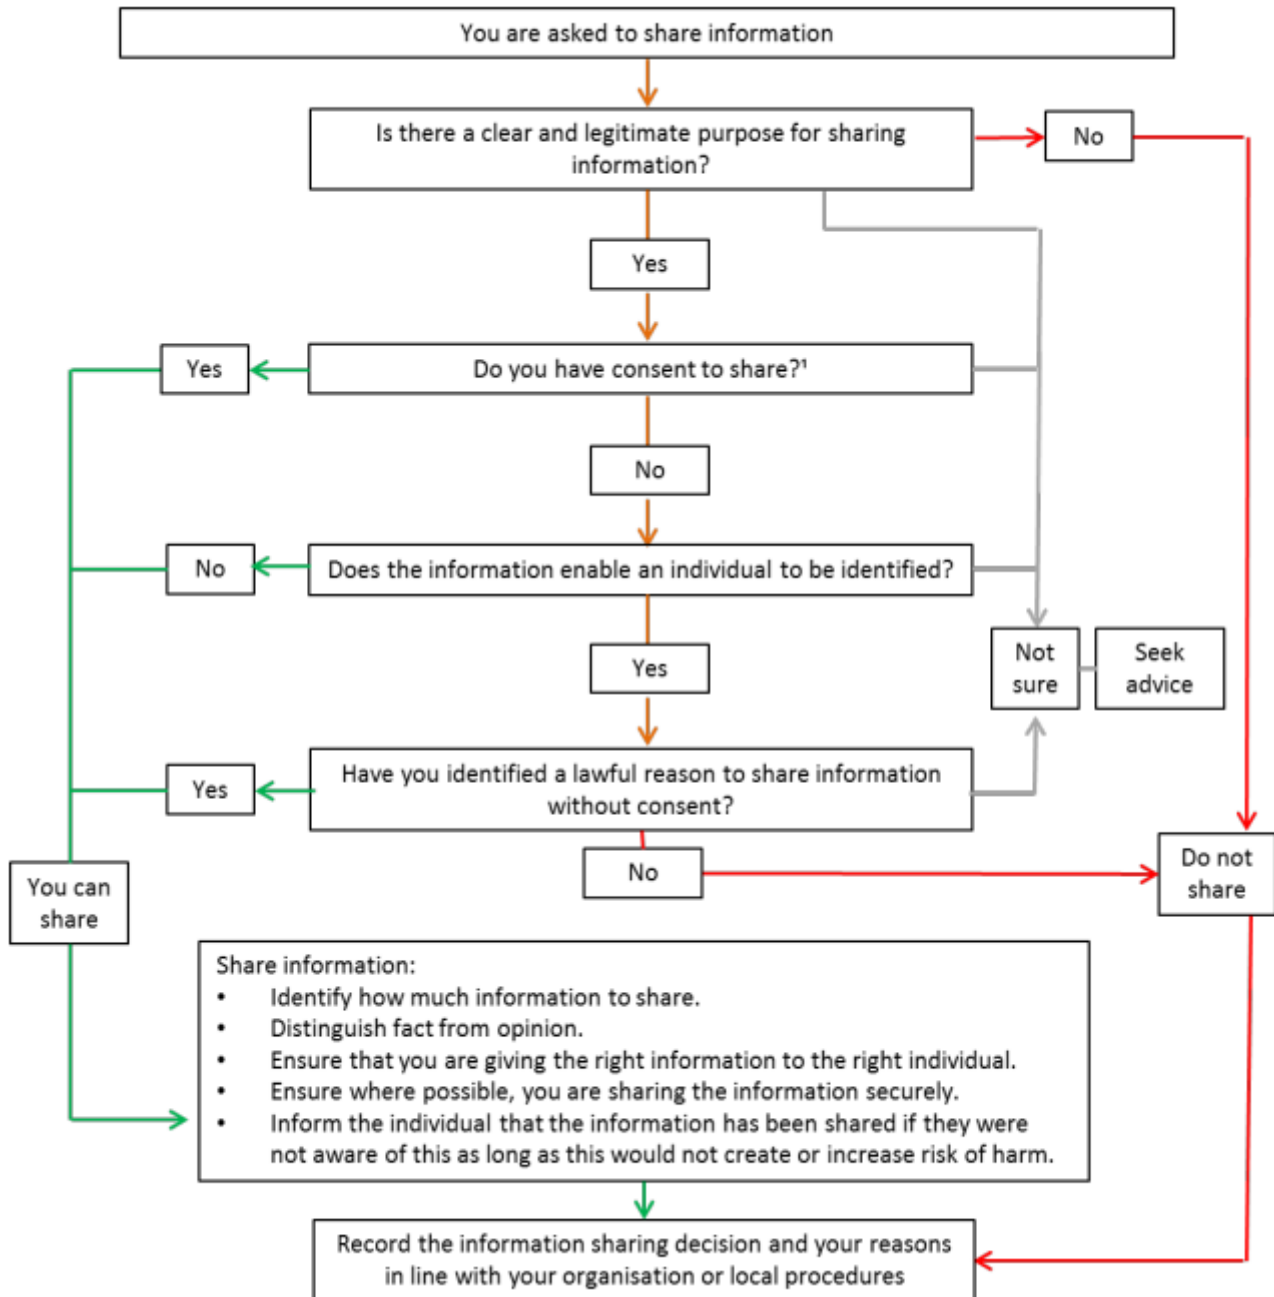 You are asked to share information
Is there a clear and legitimate purpose for sharing
information?
No
Yes
Yes
Do you have consent to share?¹
No
No
Does the information enable an individual to be identified?
Yes
Not
sure
Seek
advice
Yes
Have you identified a lawful reason to share information
without consent?
No
Do not
share
You can
share
Share information:
• Identify how much information to share.
• Distinguish fact from opinion.
• Ensure that you are giving the right information to the right individual.
• Ensure where possible, you are sharing the information securely.
• Inform the individual that the information has been shared if they were
not aware of this as long as this would not create or increase risk of harm.
Record the information sharing decision and your reasons
in line with your organisation or local procedures